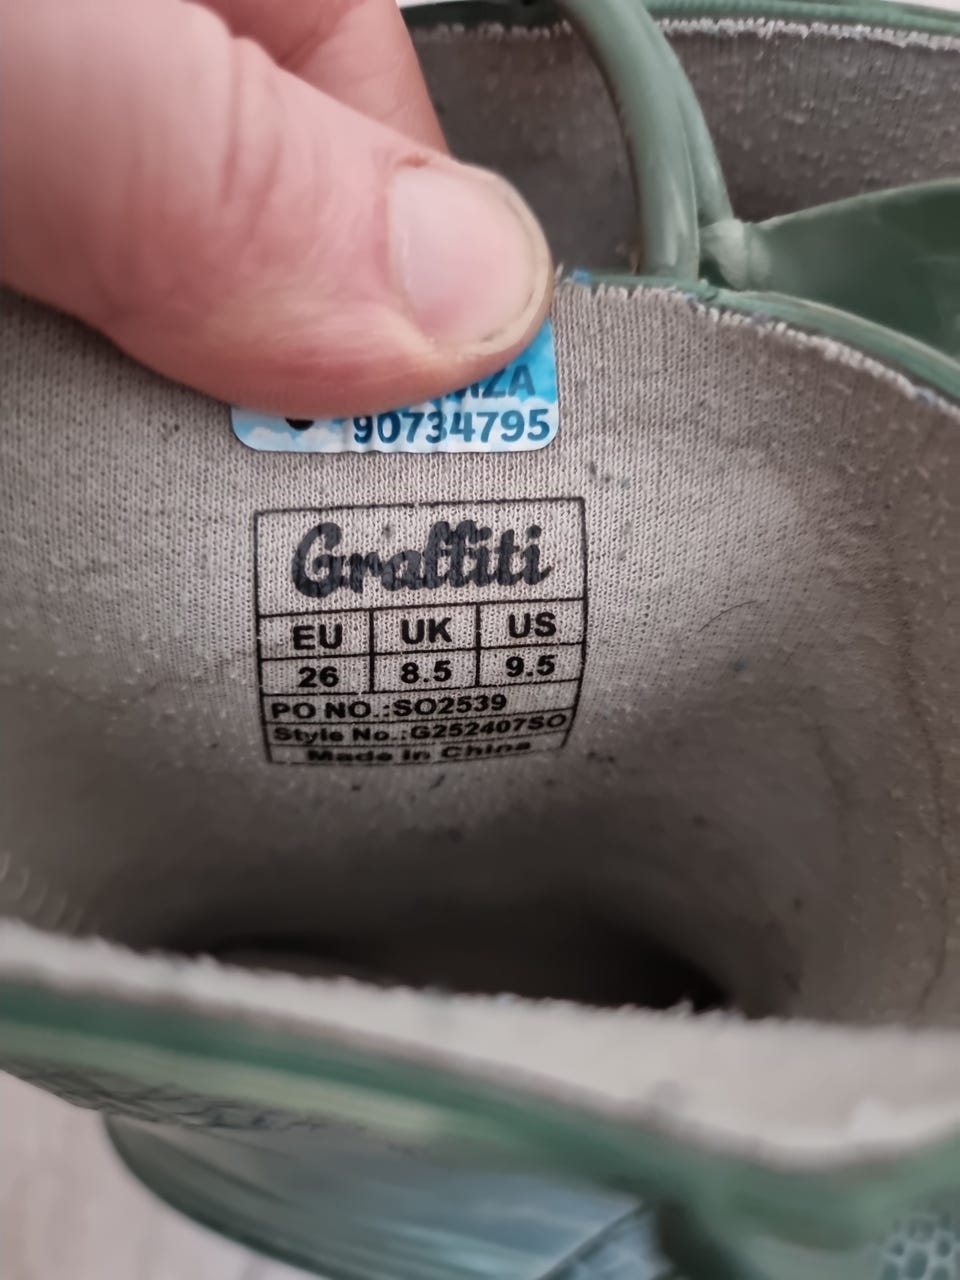 90734795
Graffiti
EU UK US
26 8.5 9.5
PO NO.:SO2539
Style No.:G252407SO
Made in China